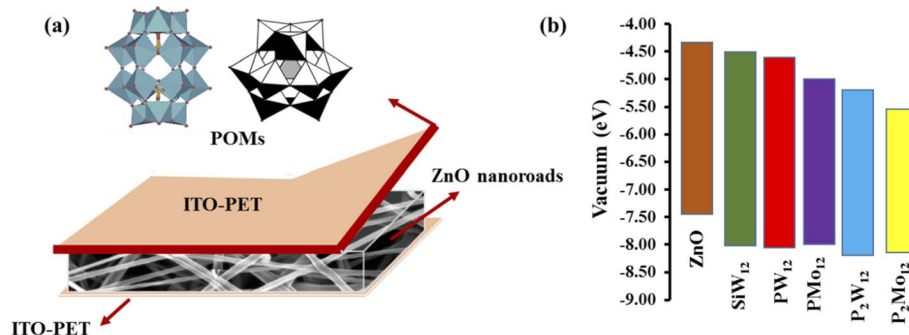 (a)
POMs
ITO-PET
ZnO nanoroads
ITO-PET
(b)
Vacuum (eV)
-4.00
-4.50
-5.00
-5.50
-6.00
-6.50
-7.00
-7.50
-8.00
-8.50
-9.00
ZnO
SiW₁₂
PW₁₂
PMo₁₂
P₂W₁₂
P₂Mo₁₂